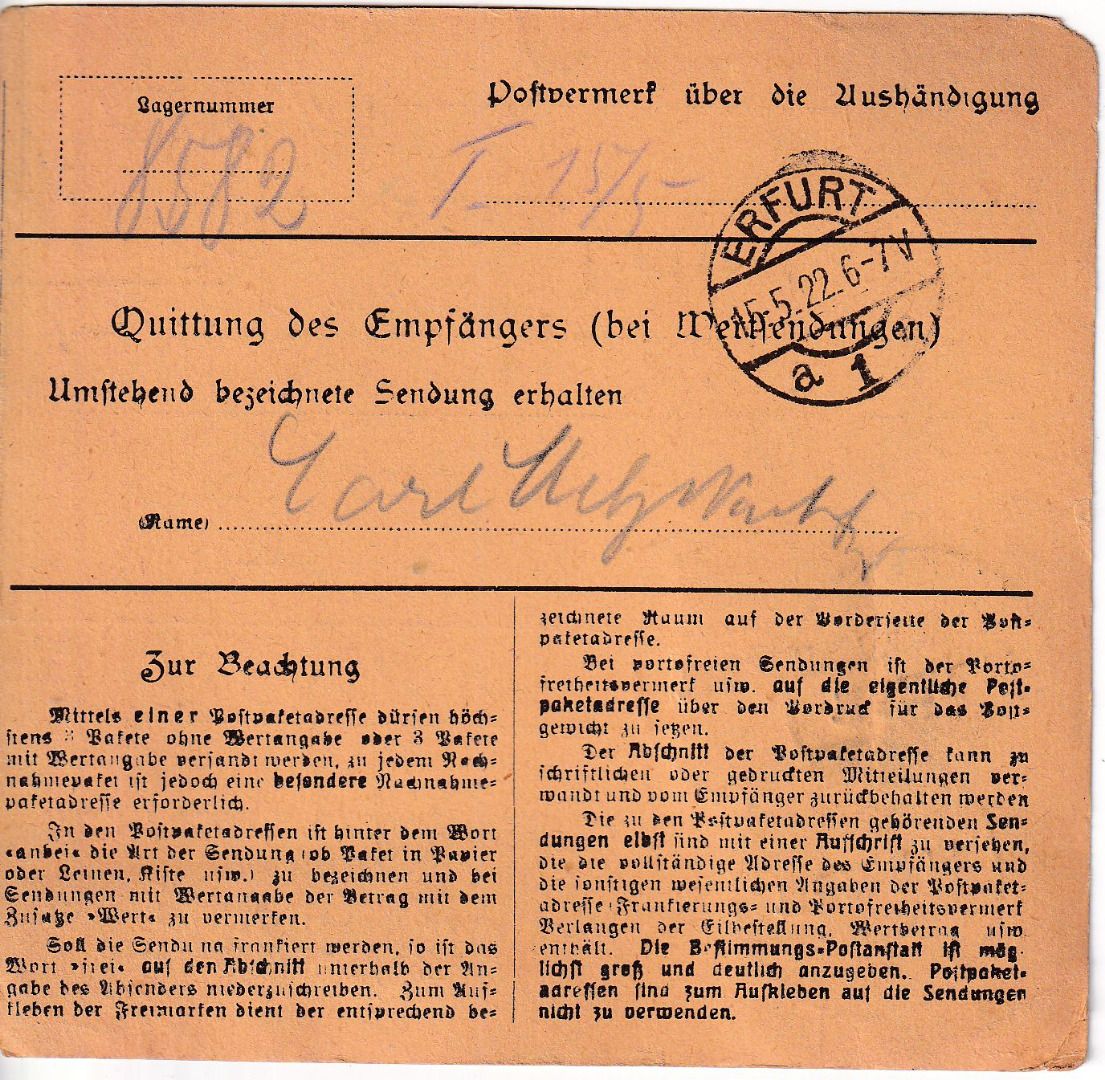 Lagernummer
8582
Postvermerk über die Aushändigung
I. 15/5
ERFURT
15.5.22.6-7V
a 1
Quittung des Empfängers (bei Wertsendungen)
Umstehend bezeichnete Sendung erhalten
(Name)
Carl
Zur Beachtung
Mittels einer Postpaketadresse dürfen höch-
stens 3 Pakete ohne Wertangabe oder 3 Pakete
mit Wertangabe versandt werden, zu jedem Nach-
nahmepaket ist jedoch eine besondere Nachnahme-
paketadresse erforderlich.
In den Postpaketadressen ist hinter dem Wort
»anbei« die Art der Sendung (ob Paket in Papier
oder Leinen, Kiste usw.) zu bezeichnen und bei
Sendungen mit Wertangabe der Betrag mit dem
Zusatze »Wert« zu vermerken.
Soll die Sendung frankiert werden, so ist das
Wort »frei« auf den Abschnitt unterhalb der An-
gabe des Absenders niederzuschreiben. Zum Auf-
kleben der Freimarken dient der entsprechend be-
zeichnete Raum auf der Vorderseite der Post-
paketadresse.
Bei portofreien Sendungen ist der Porto-
freiheitsvermerk usw. auf die eigentliche Post-
paketadresse über den Vordruck für das Post-
gewicht zu setzen.
Der Abschnitt der Postpaketadresse kann zu
schriftlichen oder gedruckten Mitteilungen ver-
wandt und vom Empfänger zurückbehalten werden
Die zu den Postpaketadressen gehörenden Sen-
dungen elbst sind mit einer Aufschrift zu versehen,
die die vollständige Adresse des Empfängers und
die sonstigen wesentlichen Angaben der Postpaket-
adresse (Frankierungs- und Portofreiheitsvermerk
Verlangen der Eilbestellung, Wertbetrag usw.
enthält. Die Bestimmungs-Postanstalt ist mög-
lichst groß und deutlich anzugeben. Postpaket-
adressen sind zum Aufkleben auf die Sendungen
nicht zu verwenden.